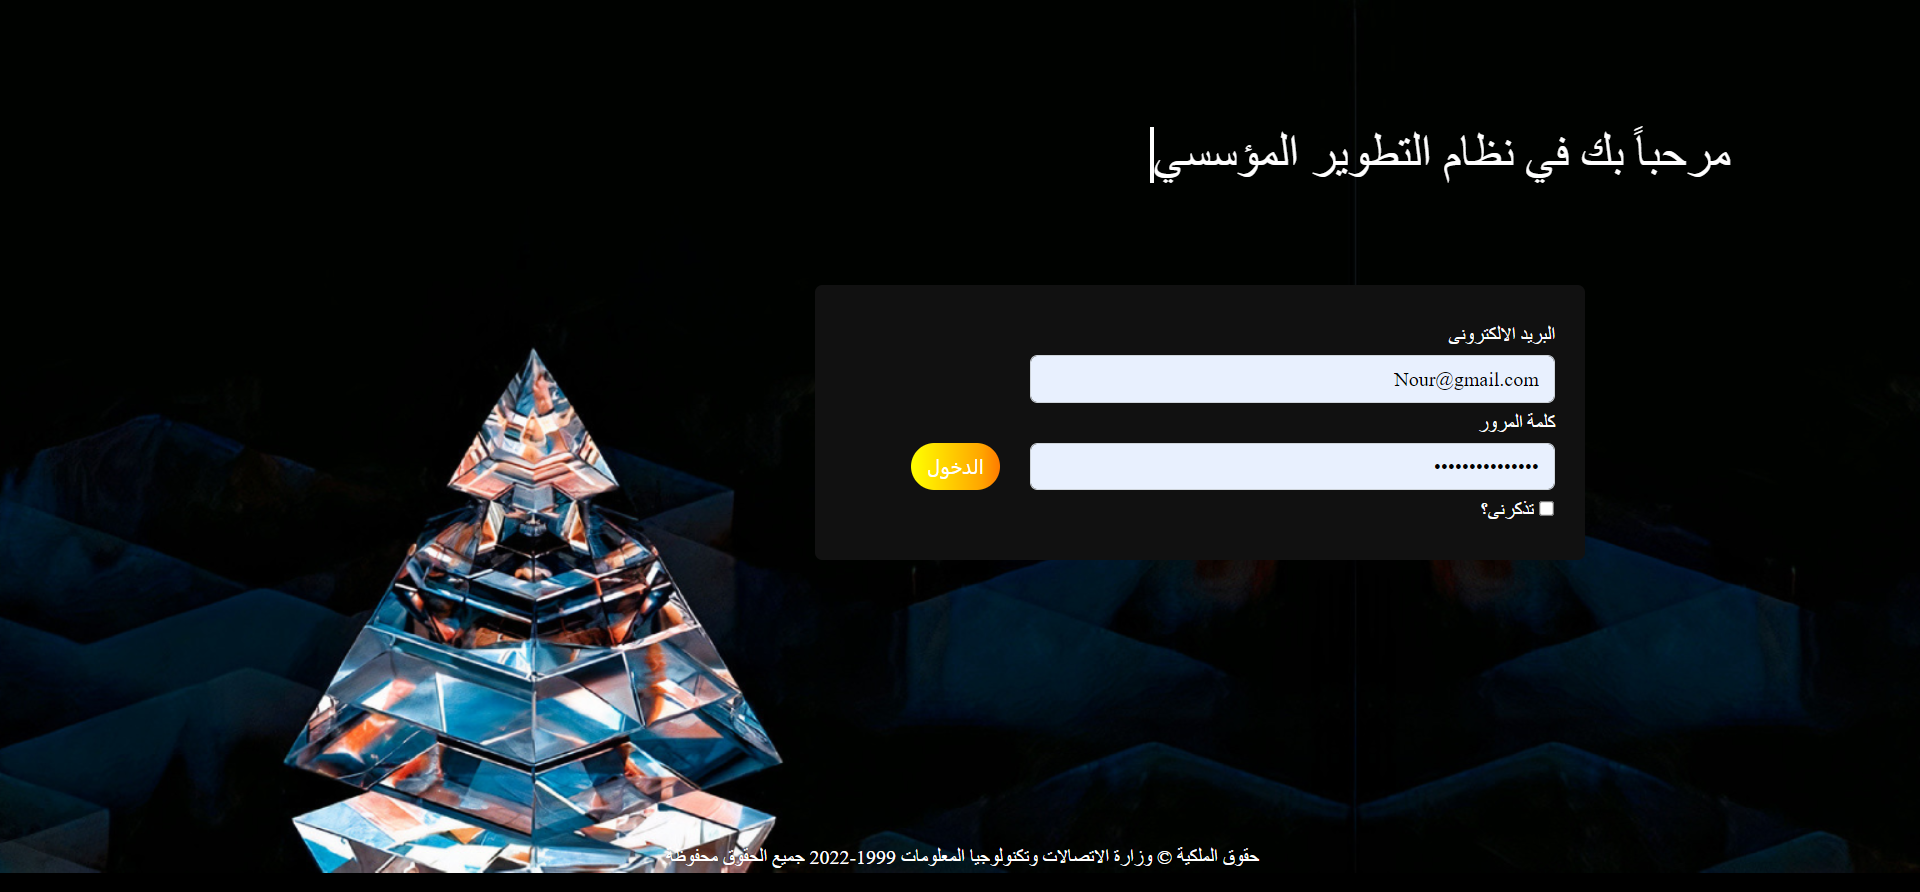 مرحباً بك في نظام التطوير المؤسسي
البريد الالكترونى
Nour@gmail.com
كلمة المرور
•••••••••••••••
الدخول
تذكرنى؟
حقوق الملكية © وزارة الاتصالات وتكنولوجيا المعلومات 1999-2022 جميع الحقوق محفوظة